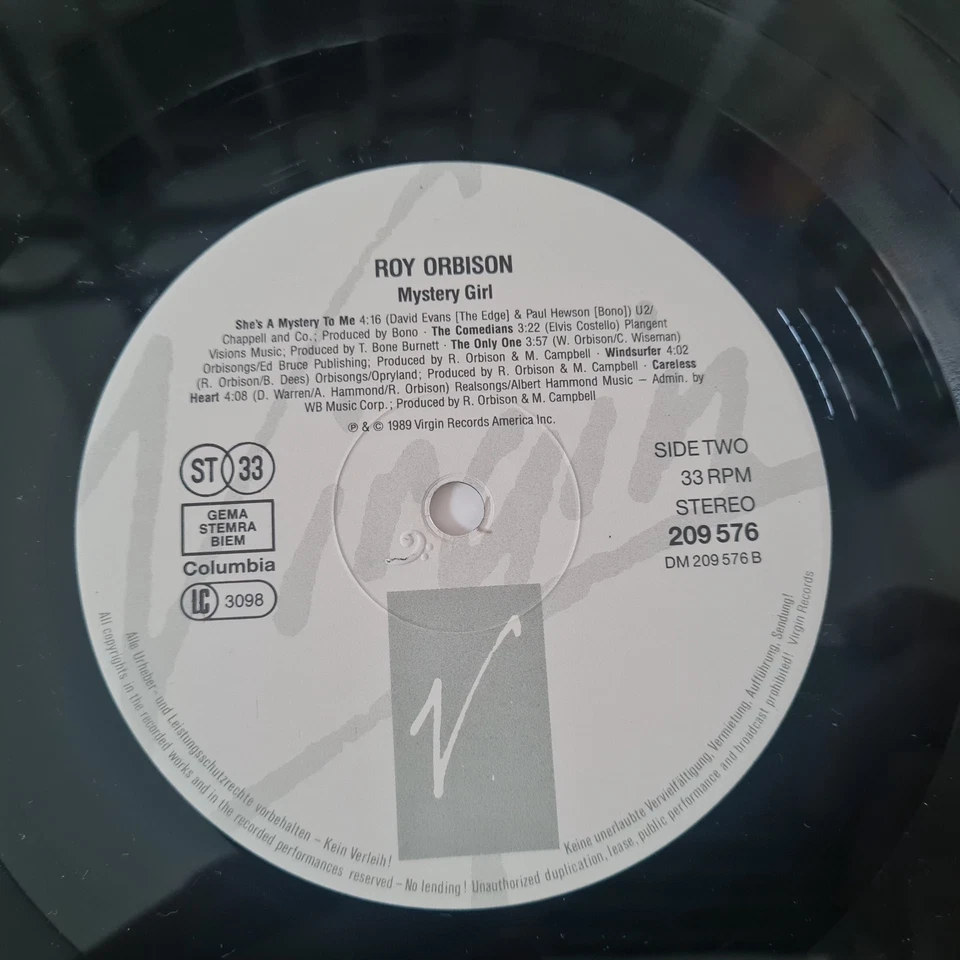 ROY ORBISON
Mystery Girl
She's A Mystery To Me 4:16 (David Evans [The Edge] & Paul Hewson [Bono]) U2/
Chappell and Co.; Produced by Bono · The Comedians 3:22 (Elvis Costello) Plangent
Visions Music; Produced by T. Bone Burnett · The Only One 3:57 (W. Orbison/C. Wiseman)
Orbisongs/Ed Bruce Publishing; Produced by R. Orbison & M. Campbell · Windsurfer 4:02
(R. Orbison/B. Dees) Orbisongs/Opryland; Produced by R. Orbison & M. Campbell · Careless
Heart 4:08 (D. Warren/A. Hammond/R. Orbison) Realsongs/Albert Hammond Music – Admin. by
WB Music Corp.; Produced by R. Orbison & M. Campbell
℗ & © 1989 Virgin Records America Inc.
ST 33
GEMA
STEMRA
BIEM
Columbia
LC 3098
SIDE TWO
33 RPM
STEREO
209 576
DM 209 576 B
Virgin
Alle Urheber- und Leistungsschutzrechte vorbehalten – Kein Verleih! Keine unerlaubte Vervielfältigung, Vermietung, Aufführung, Sendung!
All copyrights in the recorded works and in the recorded performances reserved – No lending! Unauthorized duplication, lease, public performance and broadcast prohibited! Virgin Records